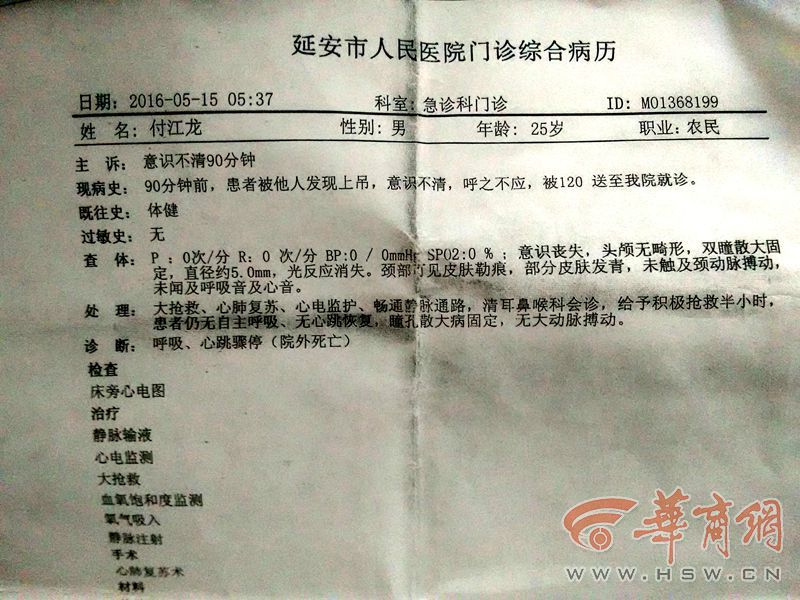 延安市人民医院门诊综合病历
日期: 2016-05-15 05:37 科室: 急诊科门诊 ID: M01368199
姓 名: 付江龙 性别: 男 年龄: 25岁 职业: 农民
主 诉: 意识不清90分钟
现病史: 90分钟前,患者被他人发现上吊,意识不清,呼之不应,被120 送至我院就诊。
既往史: 体健
过敏史: 无
查 体: P :0次/分 R: 0 次/分 BP:0 / 0mmHg SPO2:0 %;意识丧失,头颅无畸形,双瞳散大固
定,直径约5.0mm,光反应消失。颈部可见皮肤勒痕,部分皮肤发青,未触及颈动脉搏动,
未闻及呼吸音及心音。
处 理: 大抢救、心肺复苏、心电监护、畅通静脉通路,清耳鼻喉科会诊,给予积极抢救半小时,
患者仍无自主呼吸、无心跳恢复,瞳孔散大病固定,无大动脉搏动。
诊 断: 呼吸、心跳骤停(院外死亡)
检查
床旁心电图
治疗
静脉输液
心电监测
大抢救
血氧饱和度监测
氧气吸入
静脉注射
手术
心肺复苏术
材料
華商網
WWW.HSW.CN